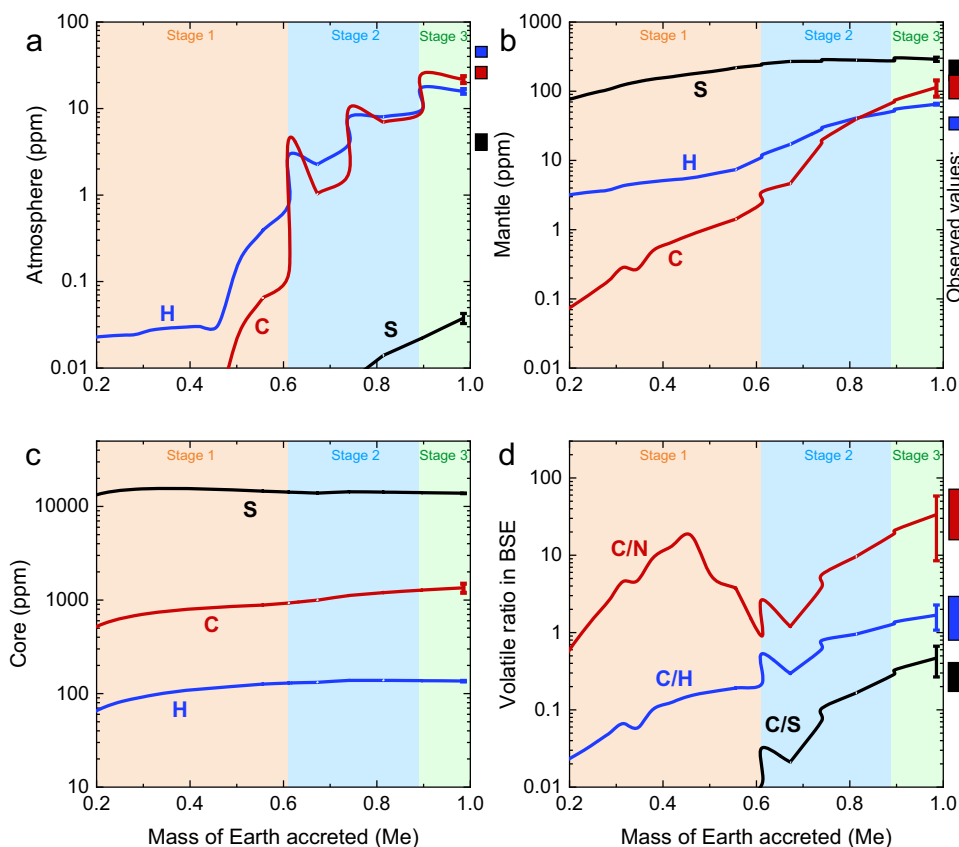 a
Stage 1
Stage 2
Stage 3
100
10
1
0.1
0.01
Atmosphere (ppm)
H
C
S
0.2
0.4
0.6
0.8
1.0
b
Stage 1
Stage 2
Stage 3
1000
100
10
1
0.1
0.01
Mantle (ppm)
S
H
C
0.2
0.4
0.6
0.8
1.0
Observed values:
c
Stage 1
Stage 2
Stage 3
10000
1000
100
10
Core (ppm)
S
C
H
0.2
0.4
0.6
0.8
1.0
Mass of Earth accreted (Me)
d
Stage 1
Stage 2
Stage 3
100
10
1
0.1
0.01
Volatile ratio in BSE
C/N
C/H
C/S
0.2
0.4
0.6
0.8
1.0
Mass of Earth accreted (Me)